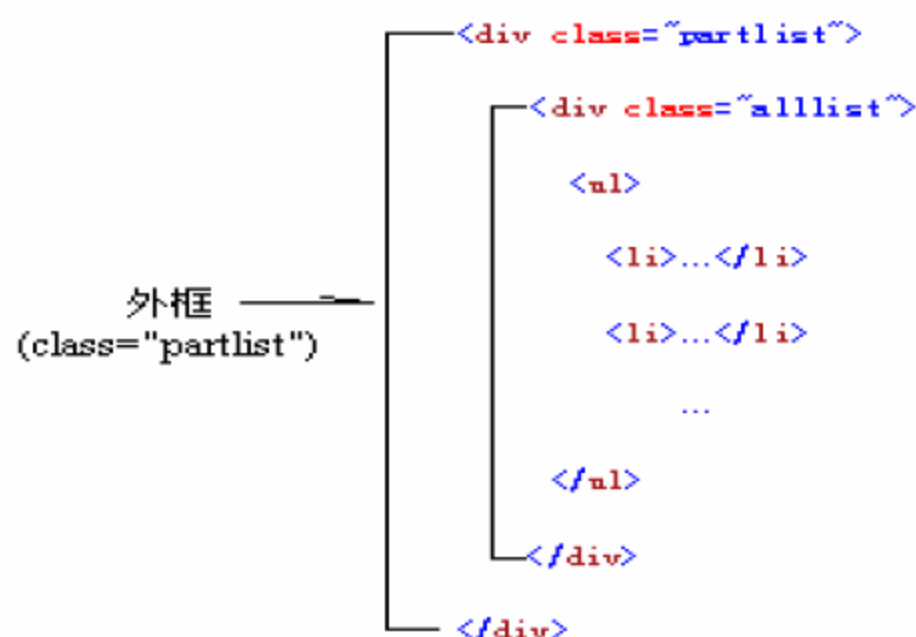 <div class="partlist">
<div class="alllist">
<ul>
<li>...</li>
<li>...</li>
...
</ul>
</div>
</div>
外框
(class="partlist")